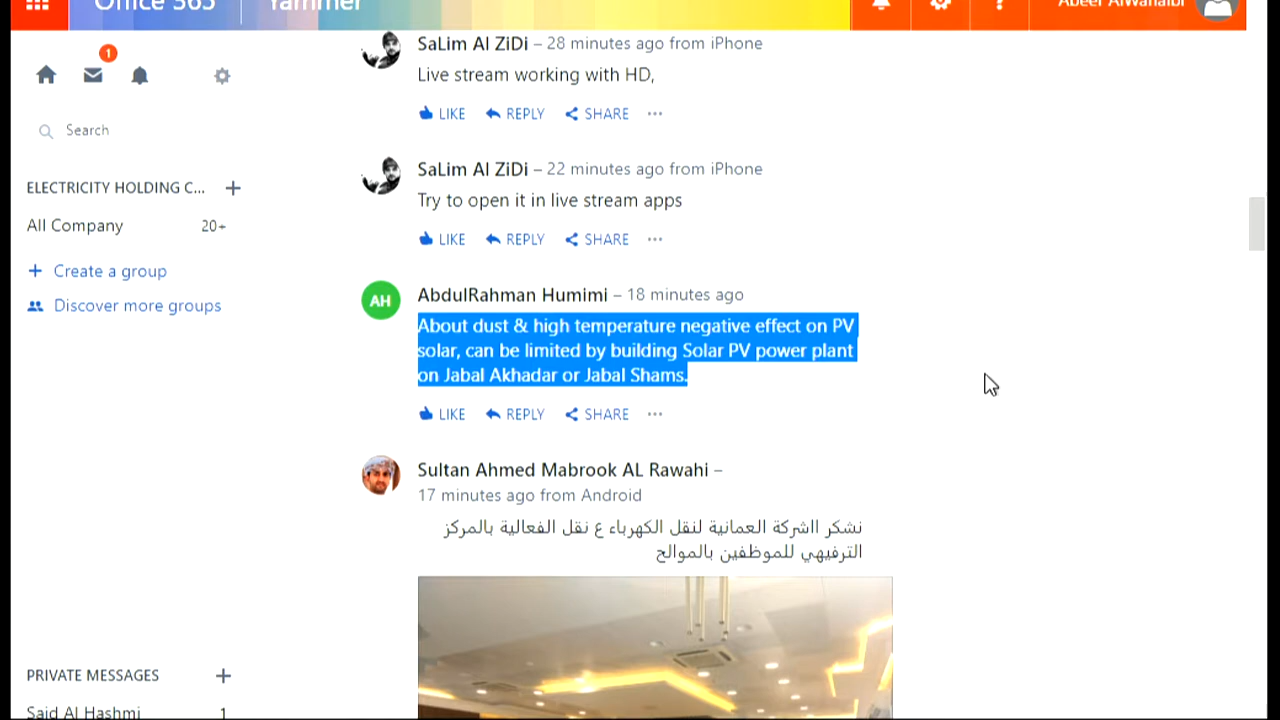 Office 365
Yammer
Abeer AlWahaibi
1
Search
ELECTRICITY HOLDING C...
All Company 20+
Create a group
Discover more groups
PRIVATE MESSAGES
Said Al Hashmi 1
SaLim Al ZiDi – 28 minutes ago from iPhone
Live stream working with HD,
LIKE REPLY SHARE ...
SaLim Al ZiDi – 22 minutes ago from iPhone
Try to open it in live stream apps
LIKE REPLY SHARE ...
AH
AbdulRahman Humimi – 18 minutes ago
About dust & high temperature negative effect on PV
solar, can be limited by building Solar PV power plant
on Jabal Akhadar or Jabal Shams.
LIKE REPLY SHARE ...
Sultan Ahmed Mabrook AL Rawahi –
17 minutes ago from Android
نشكر االشركة العمانية لنقل الكهرباء ع نقل الفعالية بالمركز
الترفيهي للموظفين بالموالح